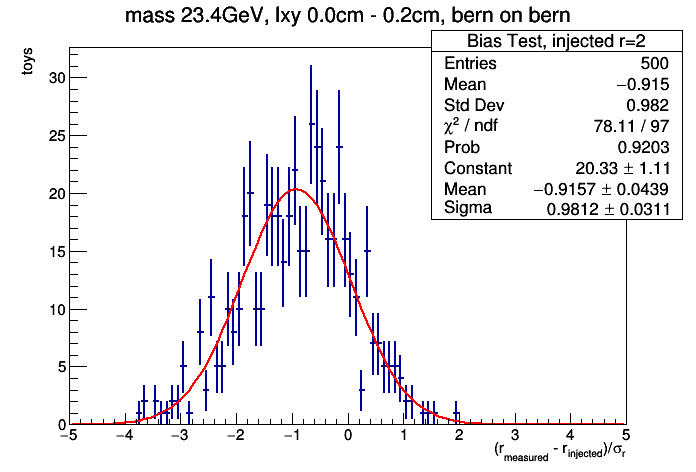 mass 23.4GeV, lxy 0.0cm - 0.2cm, bern on bern
toys
Bias Test, injected r=2
Entries 500
Mean −0.915
Std Dev 0.982
χ² / ndf 78.11 / 97
Prob 0.9203
Constant 20.33 ± 1.11
Mean −0.9157 ± 0.0439
Sigma 0.9812 ± 0.0311
30
25
20
15
10
5
0
−5 −4 −3 −2 −1 0 1 2 3 4 5
(r_measured - r_injected)/σ_r